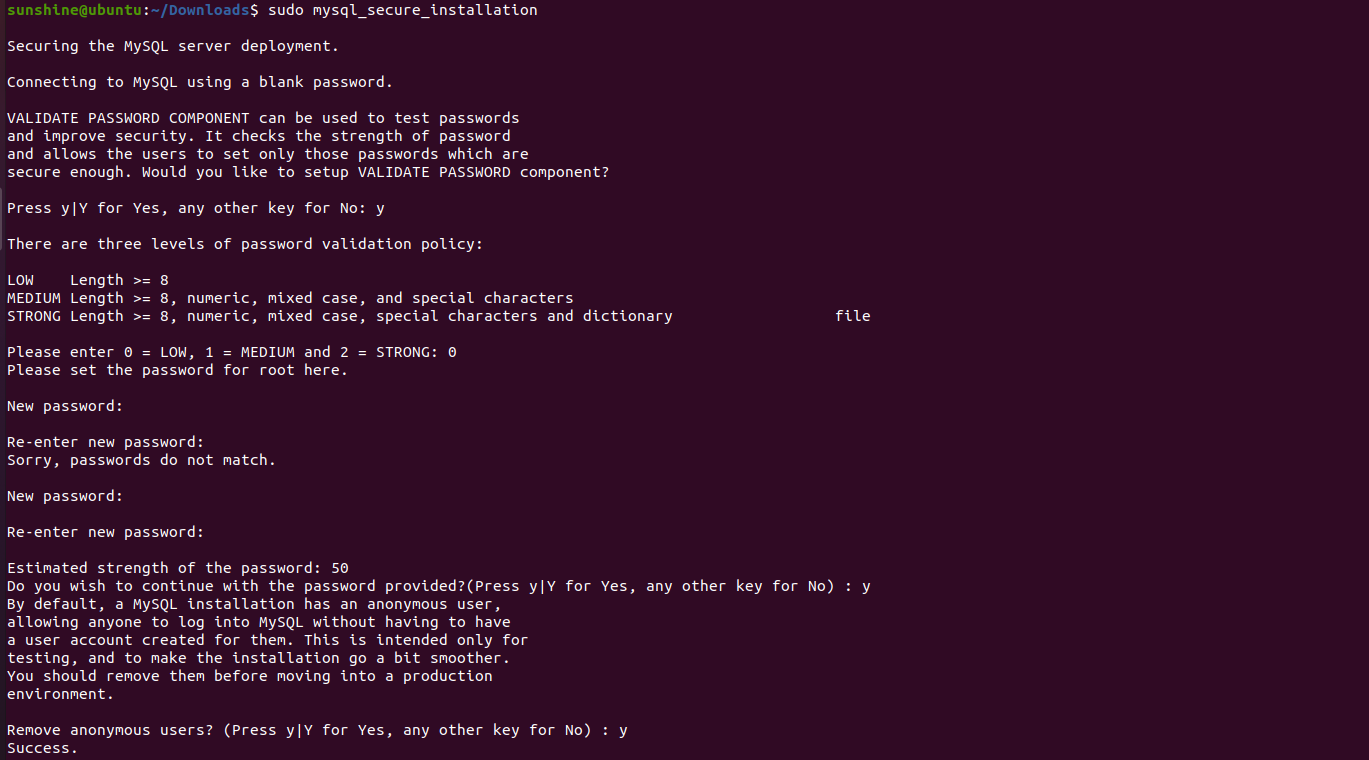 sunshine@ubuntu:~/Downloads$ sudo mysql_secure_installation
Securing the MySQL server deployment.
Connecting to MySQL using a blank password.
VALIDATE PASSWORD COMPONENT can be used to test passwords
and improve security. It checks the strength of password
and allows the users to set only those passwords which are
secure enough. Would you like to setup VALIDATE PASSWORD component?
Press y|Y for Yes, any other key for No: y
There are three levels of password validation policy:
LOW    Length >= 8
MEDIUM Length >= 8, numeric, mixed case, and special characters
STRONG Length >= 8, numeric, mixed case, special characters and dictionary                  file
Please enter 0 = LOW, 1 = MEDIUM and 2 = STRONG: 0
Please set the password for root here.
New password:
Re-enter new password:
Sorry, passwords do not match.
New password:
Re-enter new password:
Estimated strength of the password: 50
Do you wish to continue with the password provided?(Press y|Y for Yes, any other key for No) : y
By default, a MySQL installation has an anonymous user,
allowing anyone to log into MySQL without having to have
a user account created for them. This is intended only for
testing, and to make the installation go a bit smoother.
You should remove them before moving into a production
environment.
Remove anonymous users? (Press y|Y for Yes, any other key for No) : y
Success.